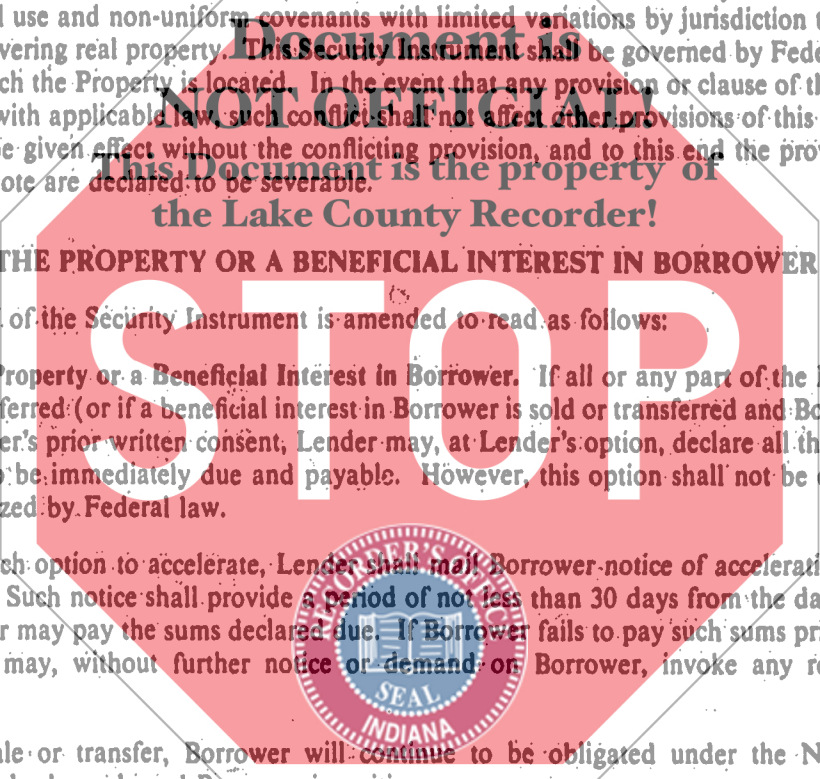 l use and non-uniform covenants with limited variations by jurisdiction t
vering real property. This Security Instrument shall be governed by Fede
ch the Property is located. In the event that any provision or clause of th
with applicable law, such conflict shall not affect other provisions of this
e given effect without the conflicting provision, and to this end the prov
ote are declared to be severable.
Document is
NOT OFFICIAL!
This Document is the property of
the Lake County Recorder!
THE PROPERTY OR A BENEFICIAL INTEREST IN BORROWER
of the Security Instrument is amended to read as follows:
STOP
Property or a Beneficial Interest in Borrower. If all or any part of the
ferred (or if a beneficial interest in Borrower is sold or transferred and Bo
er's prior written consent, Lender may, at Lender's option, declare all th
be immediately due and payable. However, this option shall not be
zed by Federal law.
ch option to accelerate, Lender shall mail Borrower notice of accelerati
Such notice shall provide a period of not less than 30 days from the da
r may pay the sums declared due. If Borrower fails to pay such sums pri
may, without further notice or demand on Borrower, invoke any re
RECORDER'S OFFICE
SEAL
INDIANA
ale or transfer, Borrower will continue to be obligated under the N